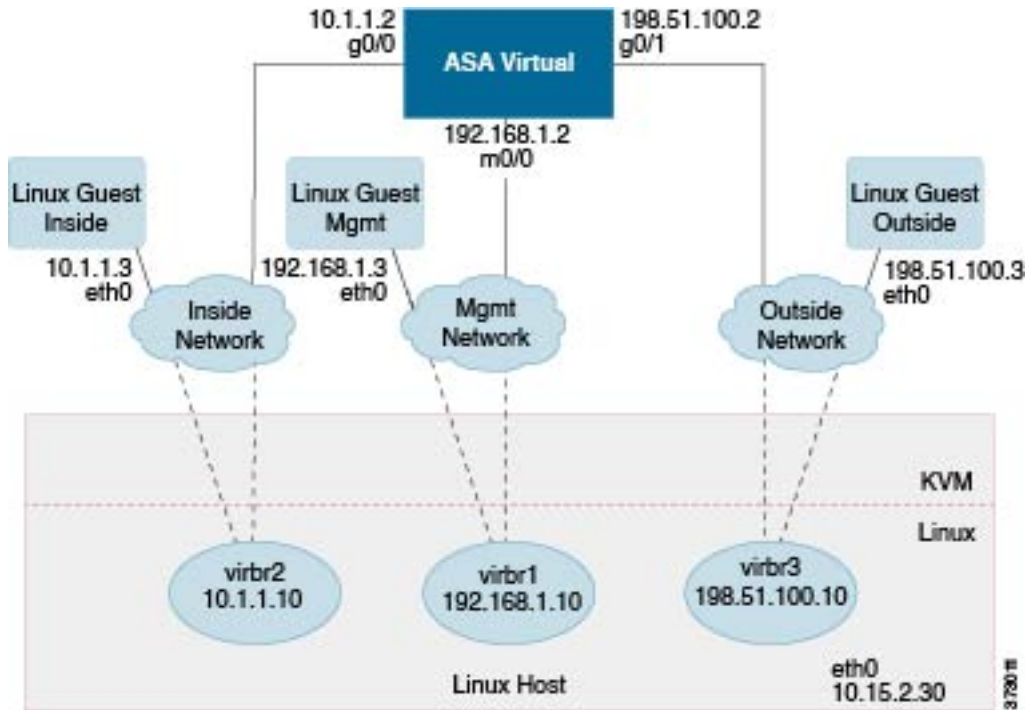 10.1.1.2
g0/0
ASA Virtual
198.51.100.2
g0/1
192.168.1.2
m0/0
Linux Guest
Inside
Linux Guest
Mgmt
Linux Guest
Outside
10.1.1.3
eth0
192.168.1.3
eth0
198.51.100.3
eth0
Inside
Network
Mgmt
Network
Outside
Network
KVM
Linux
virbr2
10.1.1.10
virbr1
192.168.1.10
virbr3
198.51.100.10
Linux Host
eth0
10.15.2.30
373011